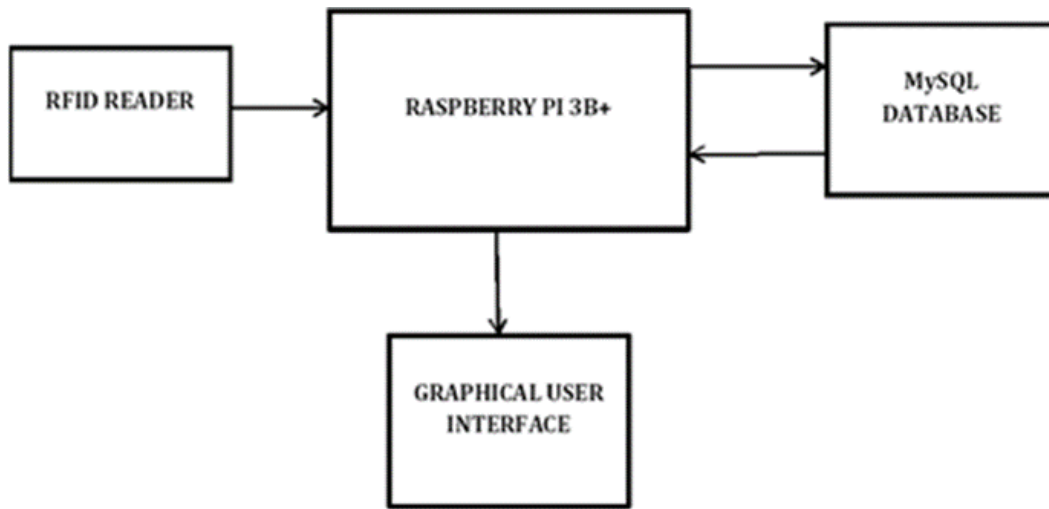 RFID READER
RASPBERRY PI 3B+
MySQL
DATABASE
GRAPHICAL USER
INTERFACE